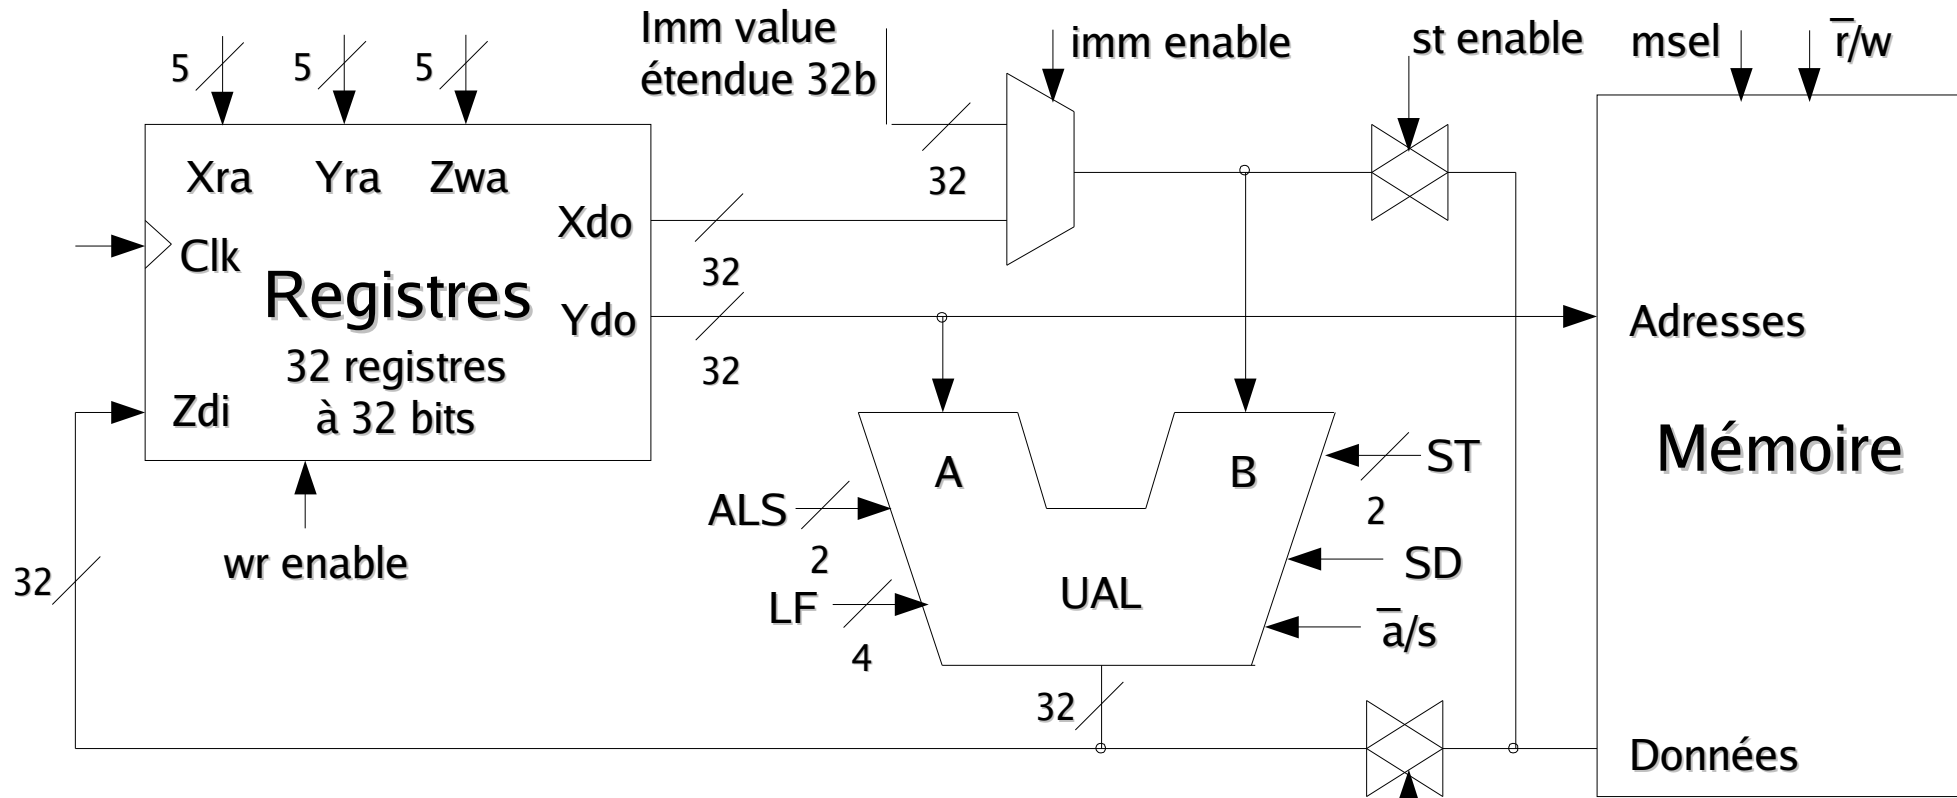 Imm value
étendue 32b
imm enable
st enable
msel
r̅/w
5
5
5
Xra
Yra
Zwa
32
Clk
Xdo
32
Registres
Ydo
32
32 registres
à 32 bits
Zdi
Adresses
Mémoire
A
B
ST
2
ALS
2
UAL
SD
LF
4
a̅/s
wr enable
32
32
Données